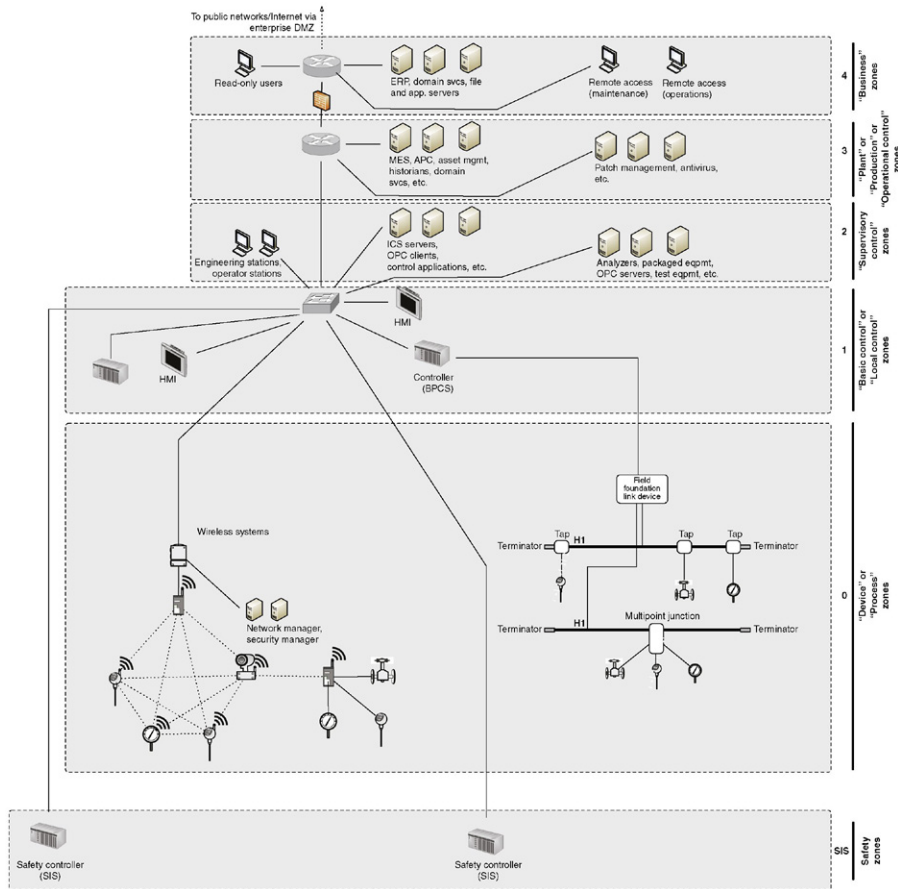 To public networks/Internet via
enterprise DMZ
Read-only users
ERP, domain svcs, file
and app. servers
Remote access
(maintenance)
Remote access
(operations)
4
"Business"
zones
MES, APC, asset mgmt,
historians, domain
svcs, etc.
Patch management, antivirus,
etc.
3
"Plant" or
"Production" or
"Operational control"
zones
Engineering stations,
operator stations
ICS servers,
OPC clients,
control applications, etc.
Analyzers, packaged eqpmt,
OPC servers, test eqpmt, etc.
2
"Supervisory
control"
zones
HMI
HMI
Controller
(BPCS)
1
"Basic control" or
"Local control"
zones
Field
foundation
link device
Wireless systems
Tap
Tap
Tap
Terminator
H1
Terminator
Network manager,
security manager
Multipoint junction
Terminator
H1
Terminator
0
"Device" or
"Process"
zones
Safety controller
(SIS)
Safety controller
(SIS)
SIS
Safety
zones